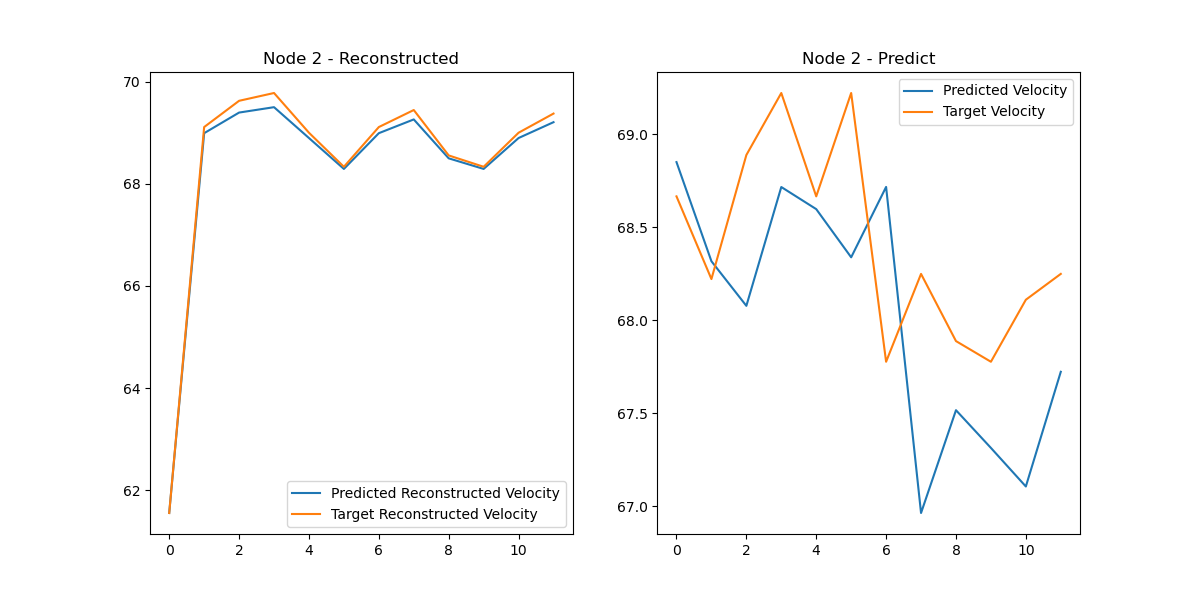 Node 2 - Reconstructed
70
68
66
64
62
0 2 4 6 8 10
Predicted Reconstructed Velocity
Target Reconstructed Velocity
Node 2 - Predict
69.0
68.5
68.0
67.5
67.0
0 2 4 6 8 10
Predicted Velocity
Target Velocity